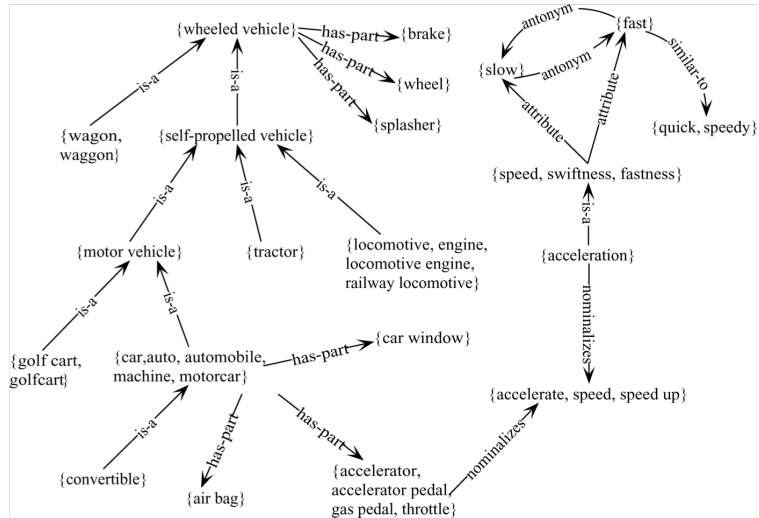 {wheeled vehicle}
has-part
{brake}
has-part
{wheel}
has-part
{splasher}
is-a
is-a
{wagon,
waggon}
{self-propelled vehicle}
is-a
is-a
is-a
{motor vehicle}
{tractor}
{locomotive, engine,
locomotive engine,
railway locomotive}
is-a
is-a
{golf cart,
golfcart}
{car,auto, automobile,
machine, motorcar}
has-part
{car window}
is-a
has-part
has-part
{convertible}
{air bag}
{accelerator,
accelerator pedal,
gas pedal, throttle}
nominalizes
antonym
{fast}
{slow}
antonym
similar-to
{quick, speedy}
attribute
attribute
{speed, swiftness, fastness}
is-a
{acceleration}
nominalizes
{accelerate, speed, speed up}